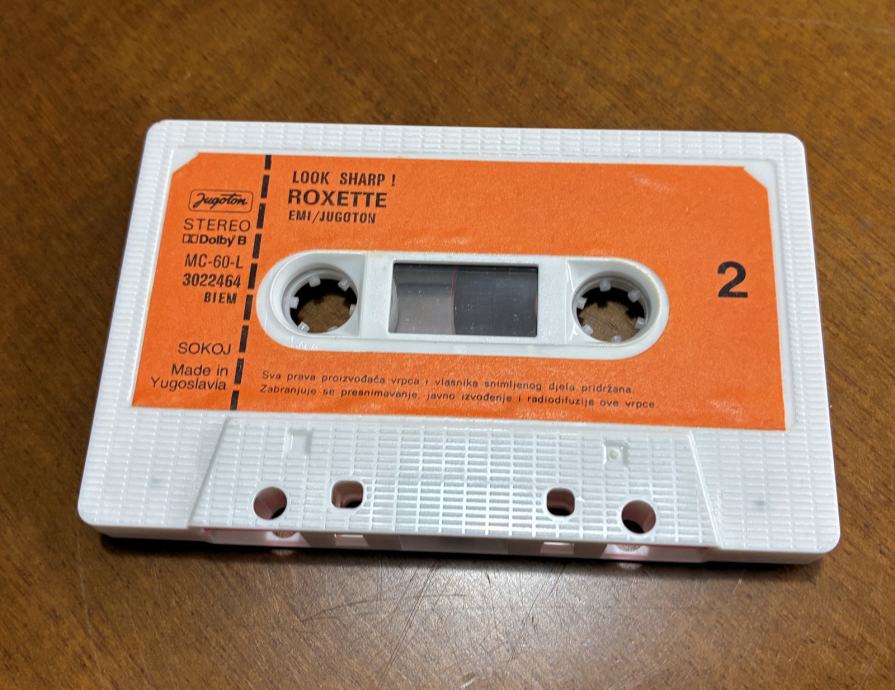 Jugoton
STEREO
Dolby B
MC-60-L
3022464
BIEM
SOKOJ
Made in
Yugoslavia
LOOK SHARP !
ROXETTE
EMI/JUGOTON
2
Sva prava proizvođača vrpca i vlasnika snimljenog djela pridržana.
Zabranjuje se presnimavanje, javno izvođenje i radiodifuzija ove vrpce.